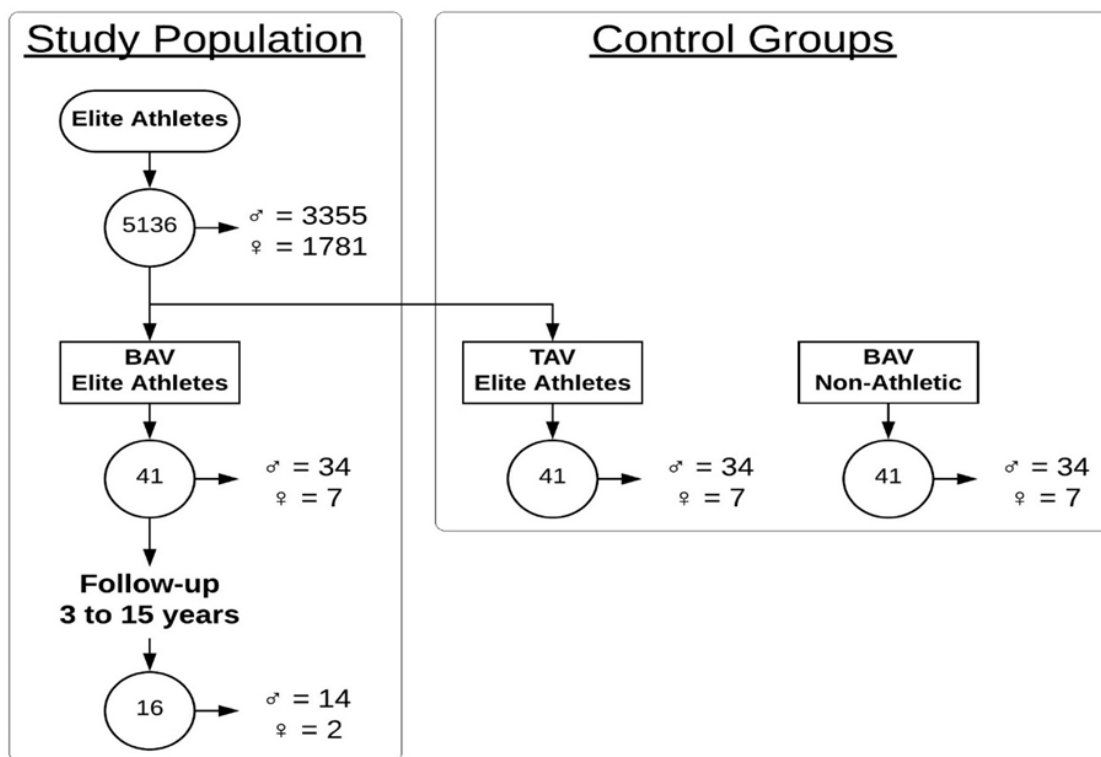 Study Population
Elite Athletes
5136
♂ = 3355
♀ = 1781
BAV
Elite Athletes
41
♂ = 34
♀ = 7
Follow-up
3 to 15 years
16
♂ = 14
♀ = 2
Control Groups
TAV
Elite Athletes
41
♂ = 34
♀ = 7
BAV
Non-Athletic
41
♂ = 34
♀ = 7